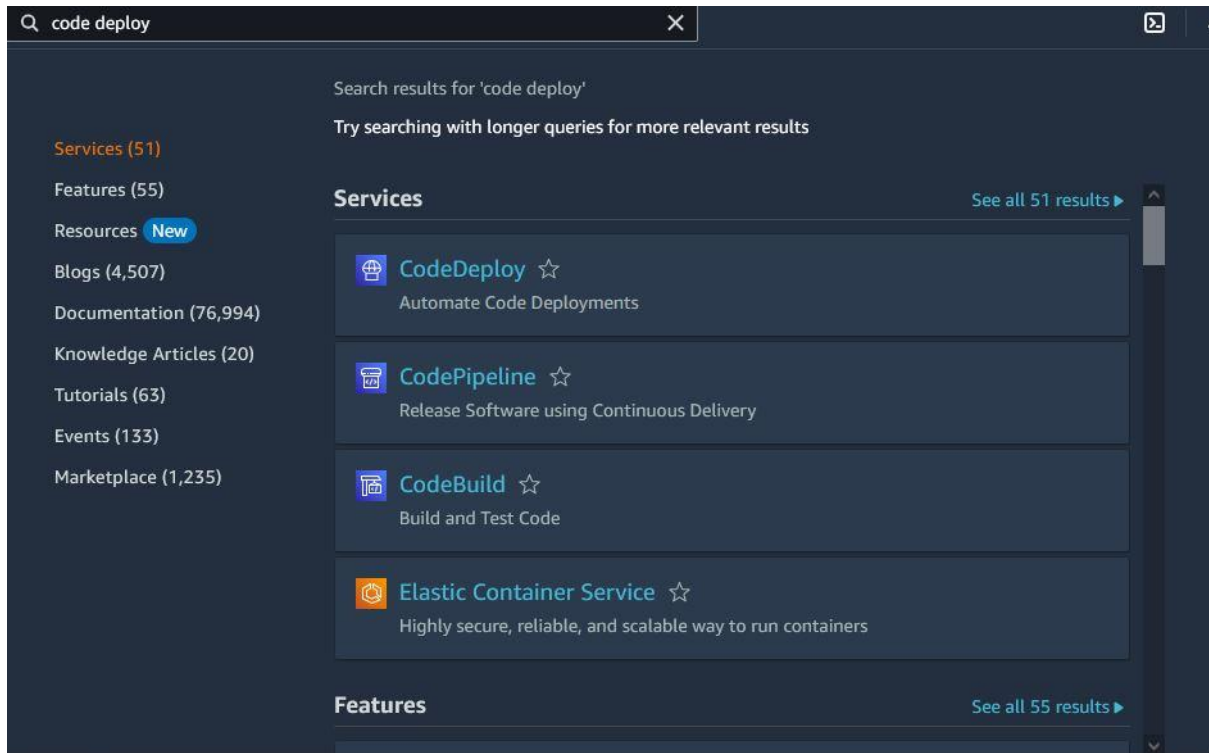 code deploy
Search results for 'code deploy'
Try searching with longer queries for more relevant results
Services (51)
Features (55)
Resources New
Blogs (4,507)
Documentation (76,994)
Knowledge Articles (20)
Tutorials (63)
Events (133)
Marketplace (1,235)
Services
See all 51 results
CodeDeploy
Automate Code Deployments
CodePipeline
Release Software using Continuous Delivery
CodeBuild
Build and Test Code
Elastic Container Service
Highly secure, reliable, and scalable way to run containers
Features
See all 55 results